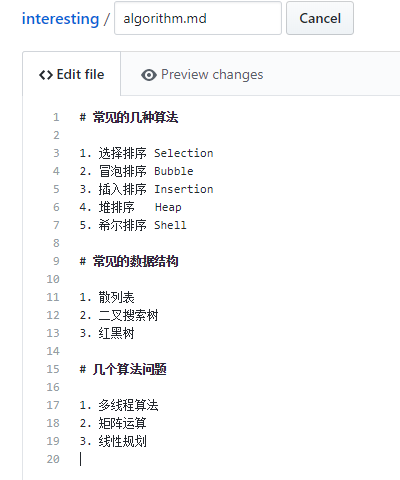 interesting / algorithm.md Cancel
Edit file Preview changes
1 # 常见的几种算法
2
3 1. 选择排序 Selection
4 2. 冒泡排序 Bubble
5 3. 插入排序 Insertion
6 4. 堆排序 Heap
7 5. 希尔排序 Shell
8
9 # 常见的数据结构
10
11 1. 散列表
12 2. 二叉搜索树
13 3. 红黑树
14
15 # 几个算法问题
16
17 1. 多线程算法
18 2. 矩阵运算
19 3. 线性规划
20